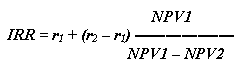 NPV1
IRR = r1 + (r2 – r1) ———————
NPV1 – NPV2